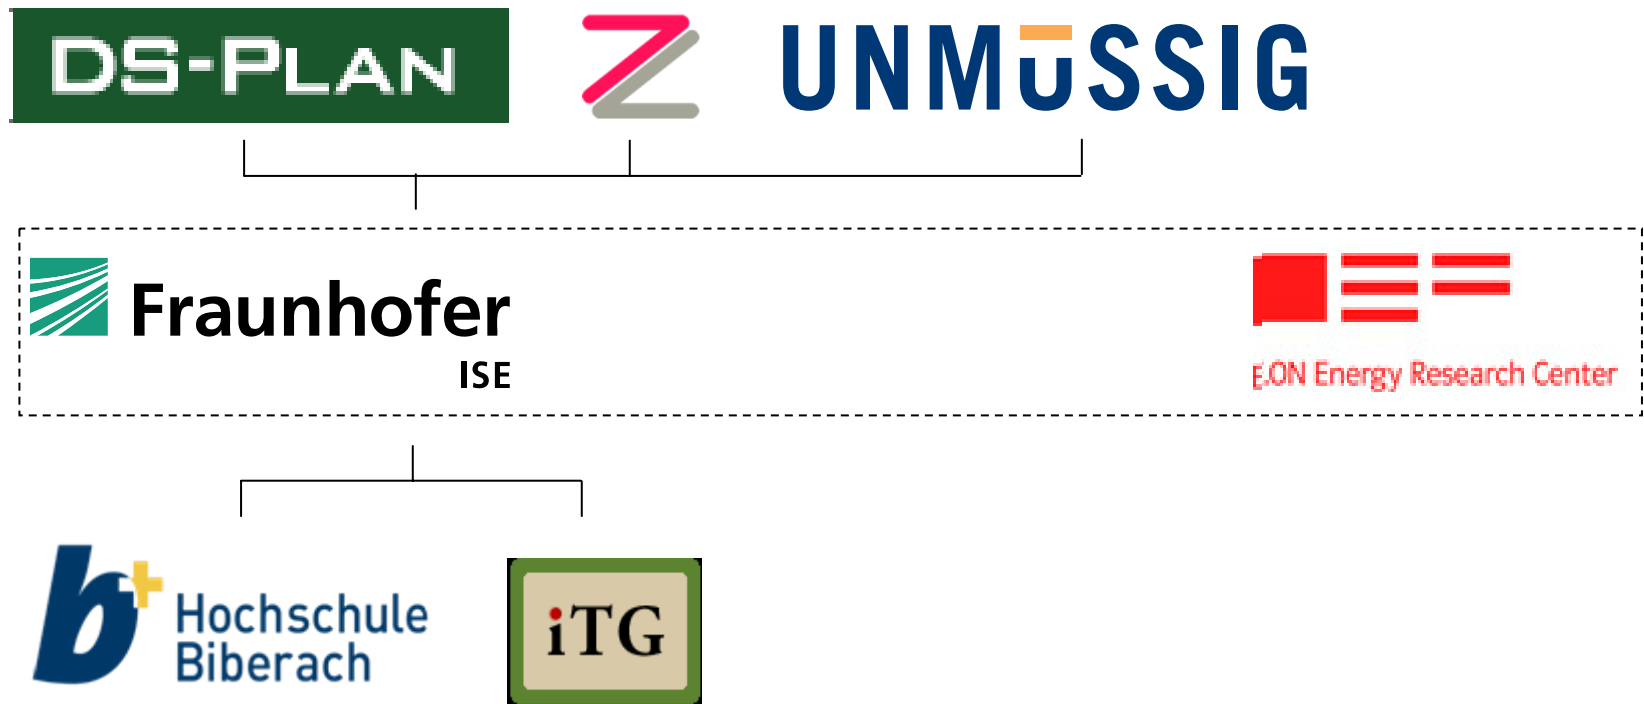 DS-PLAN
Z
UNMÜSSIG
Fraunhofer
ISE
E.ON Energy Research Center
b+
Hochschule
Biberach
iTG